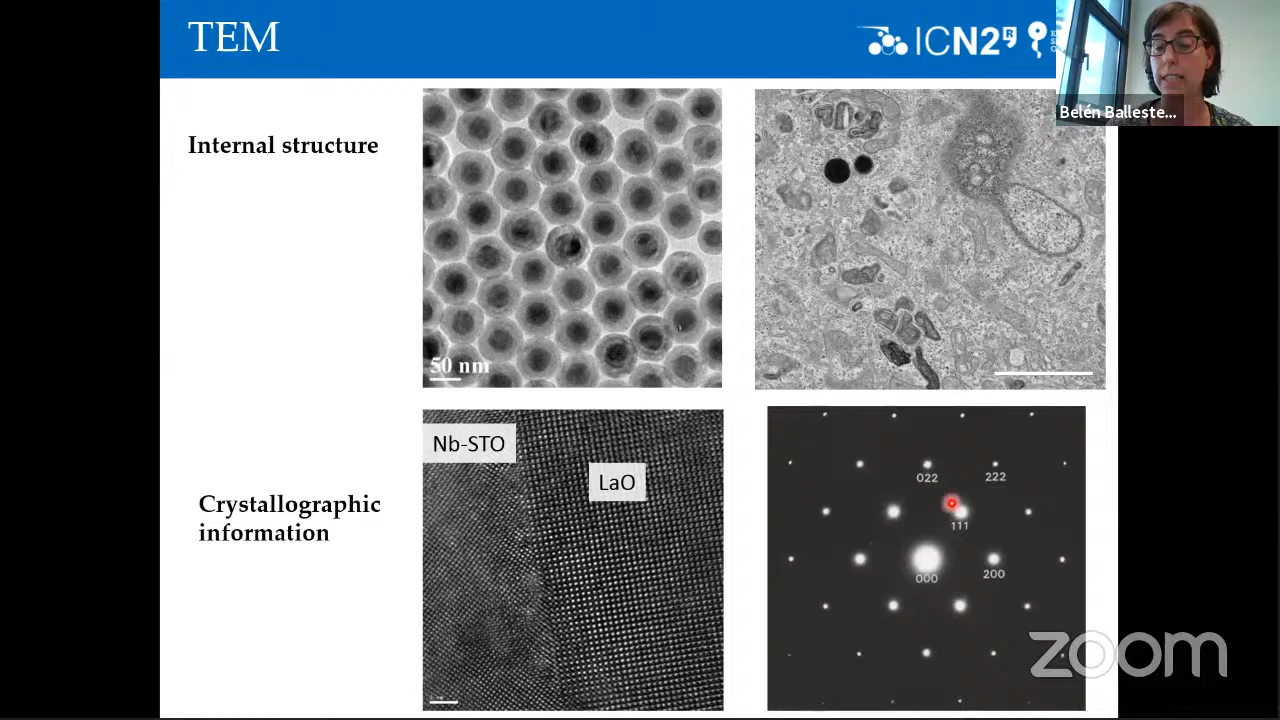 TEM
ICN2
Belén Balleste...
Internal structure
50 nm
Nb-STO
LaO
Crystallographic
information
022
222
111
000
200
zoom